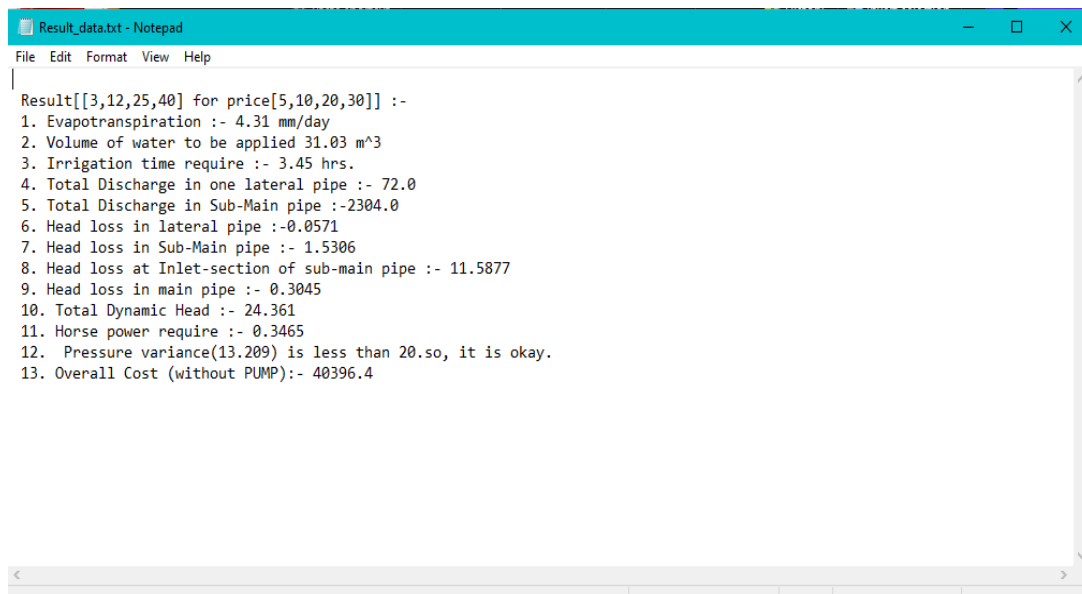 Result_data.txt - Notepad
File Edit Format View Help
Result[[3,12,25,40] for price[5,10,20,30]] :-
1. Evapotranspiration :- 4.31 mm/day
2. Volume of water to be applied 31.03 m^3
3. Irrigation time require :- 3.45 hrs.
4. Total Discharge in one lateral pipe :- 72.0
5. Total Discharge in Sub-Main pipe :-2304.0
6. Head loss in lateral pipe :-0.0571
7. Head loss in Sub-Main pipe :- 1.5306
8. Head loss at Inlet-section of sub-main pipe :- 11.5877
9. Head loss in main pipe :- 0.3045
10. Total Dynamic Head :- 24.361
11. Horse power require :- 0.3465
12.  Pressure variance(13.209) is less than 20.so, it is okay.
13. Overall Cost (without PUMP):- 40396.4